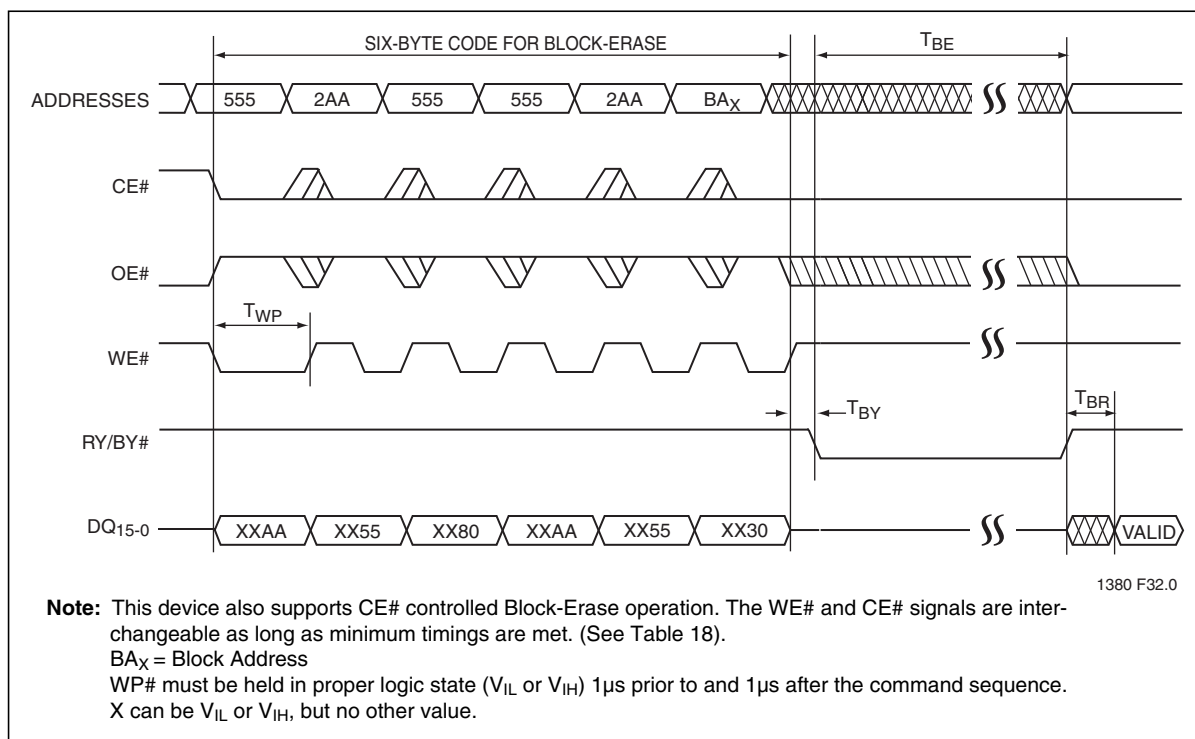 SIX-BYTE CODE FOR BLOCK-ERASE
TBE
ADDRESSES 555 2AA 555 555 2AA BAX
CE#
OE#
TWP
WE#
TBY TBR
RY/BY#
DQ15-0 XXAA XX55 XX80 XXAA XX55 XX30 VALID
1380 F32.0
Note: This device also supports CE# controlled Block-Erase operation. The WE# and CE# signals are inter-
changeable as long as minimum timings are met. (See Table 18).
BAX = Block Address
WP# must be held in proper logic state (VIL or VIH) 1µs prior to and 1µs after the command sequence.
X can be VIL or VIH, but no other value.